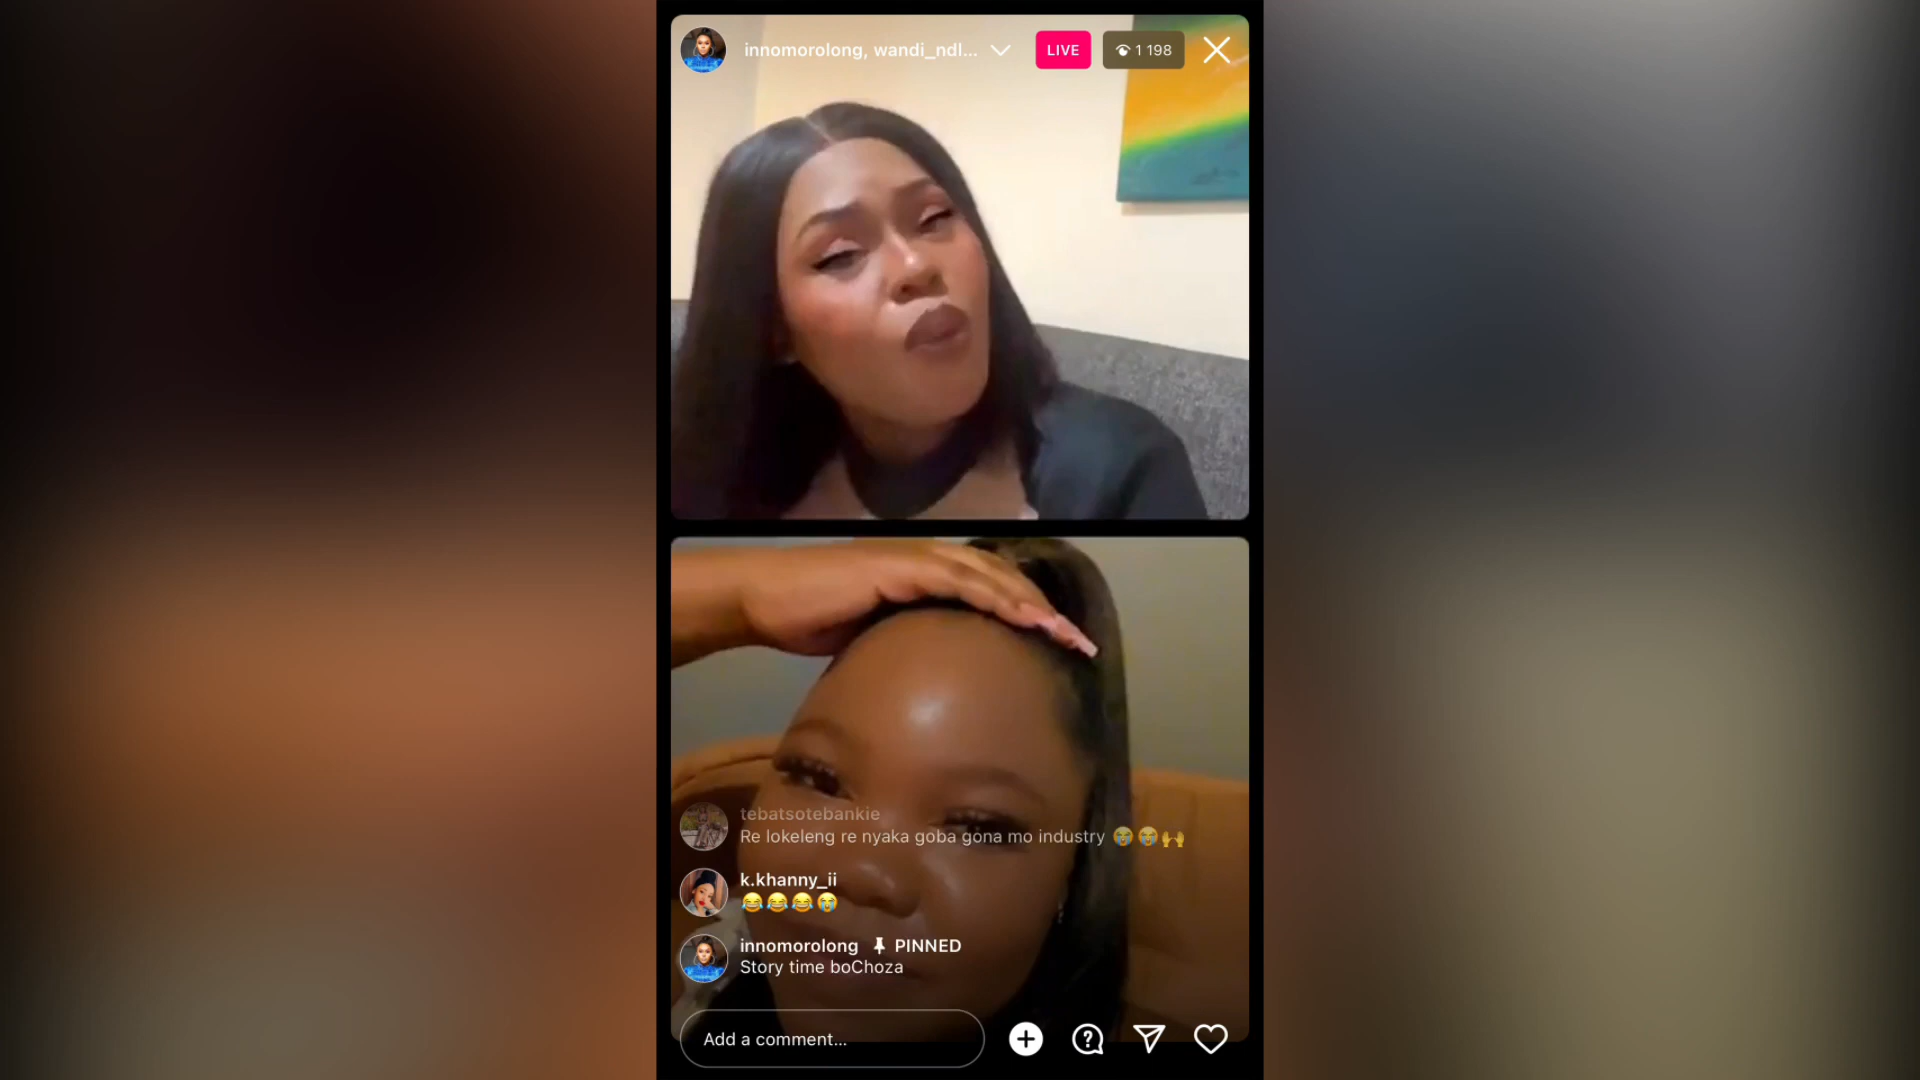 innomorolong, wandi_ndl...
LIVE
1 198
tebatsotebankie
Re lokeleng re nyaka goba gona mo industry 😭😭🙌
k.khanny_ii
😂😂😂😭
innomorolong PINNED
Story time boChoza
Add a comment...